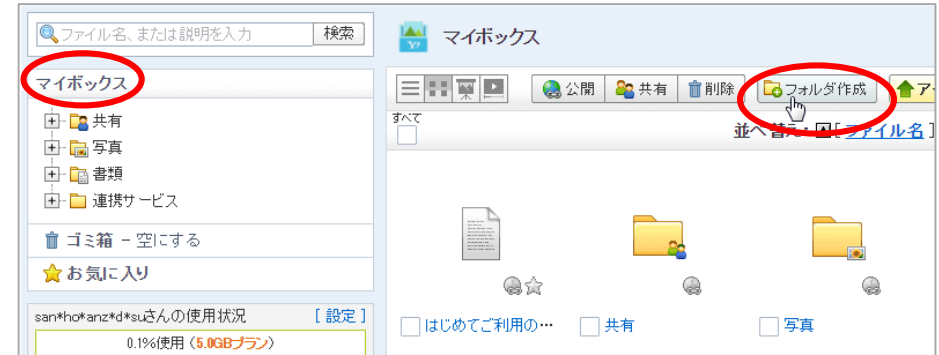 ファイル名、または説明を入力 検索
マイボックス
共有
写真
書類
連携サービス
ゴミ箱 - 空にする
お気に入り
san*ho*anz*d*suさんの使用状況 [ 設定 ]
0.1%使用 (5.0GBプラン)
マイボックス
公開 共有 削除 フォルダ作成 ア
すべて
並べ替え：▲[ ファイル名 ]
はじめてご利用の… 共有 写真